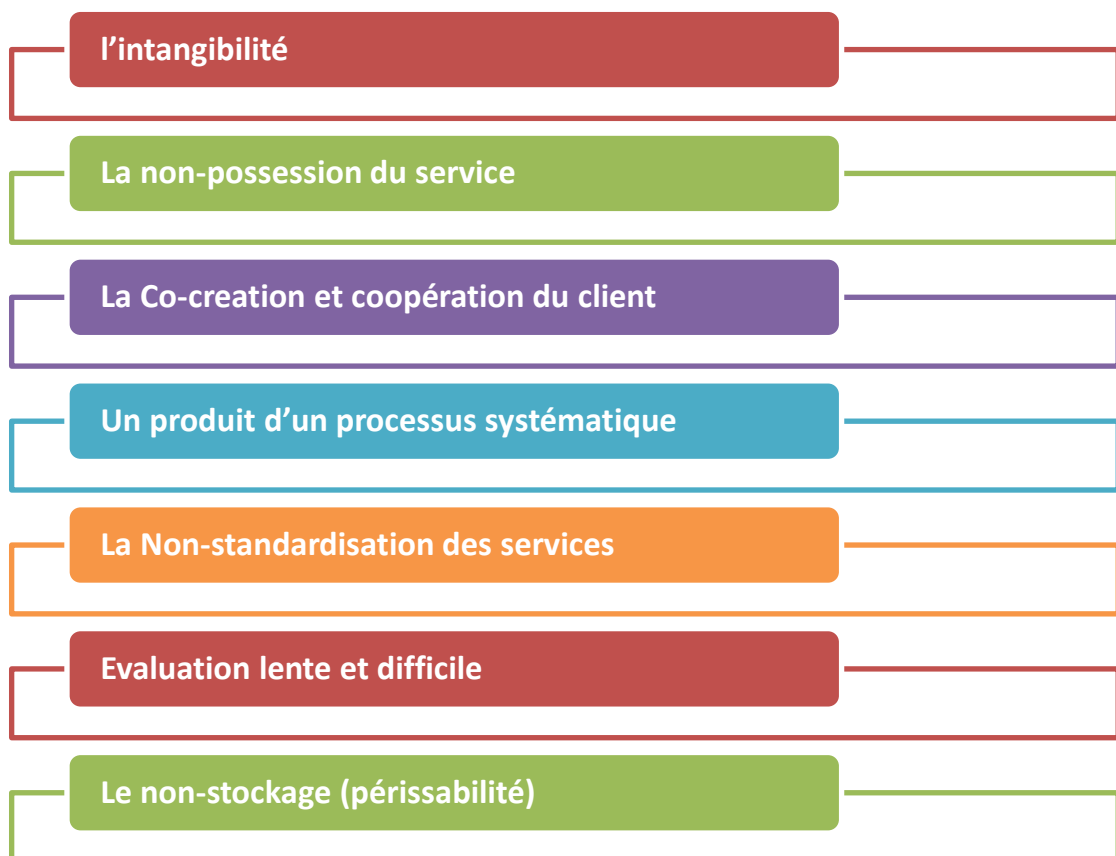 l’intangibilité
La non-possession du service
La Co-creation et coopération du client
Un produit d’un processus systématique
La Non-standardisation des services
Evaluation lente et difficile
Le non-stockage (périssabilité)